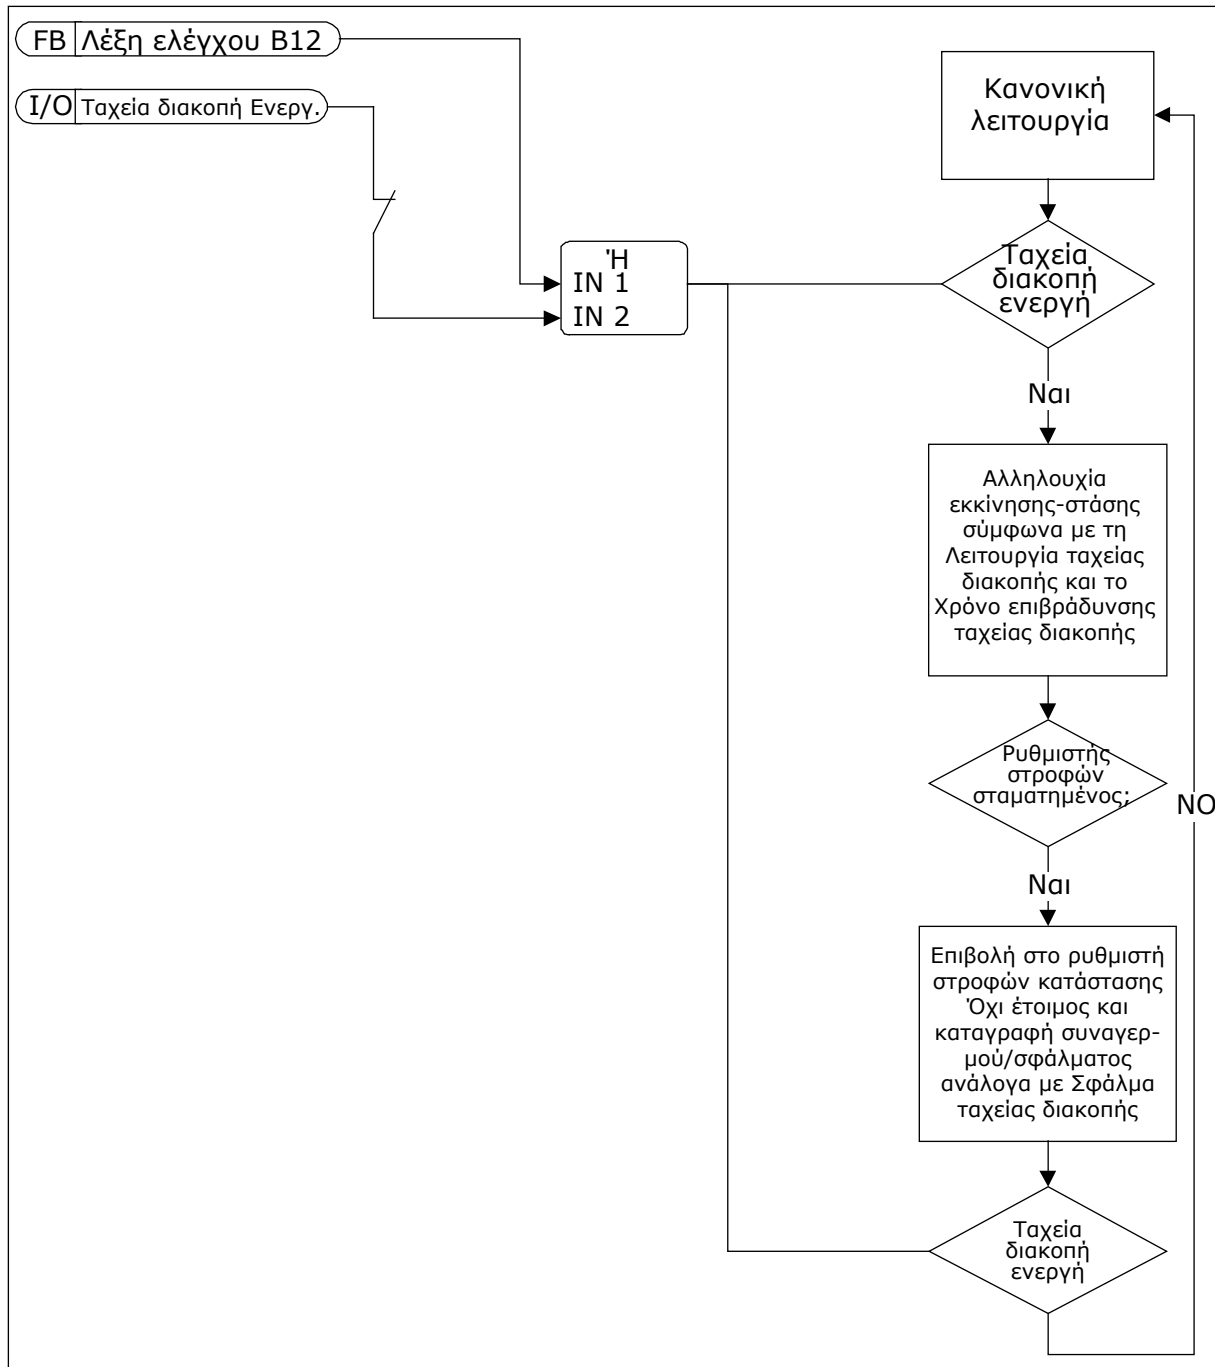 FB Λέξη ελέγχου B12
I/O Ταχεία διακοπή Ενεργ.
Ή
IN 1
IN 2
Κανονική
λειτουργία
Ταχεία
διακοπή
ενεργή
Ναι
Αλληλουχία
εκκίνησης-στάσης
σύμφωνα με τη
Λειτουργία ταχείας
διακοπής και το
Χρόνο επιβράδυνσης
ταχείας διακοπής
Ρυθμιστής
στροφών
σταματημένος;
NO
Ναι
Επιβολή στο ρυθμιστή
στροφών κατάστασης
Όχι έτοιμος και
καταγραφή συναγερ-
μού/σφάλματος
ανάλογα με Σφάλμα
ταχείας διακοπής
Ταχεία
διακοπή
ενεργή